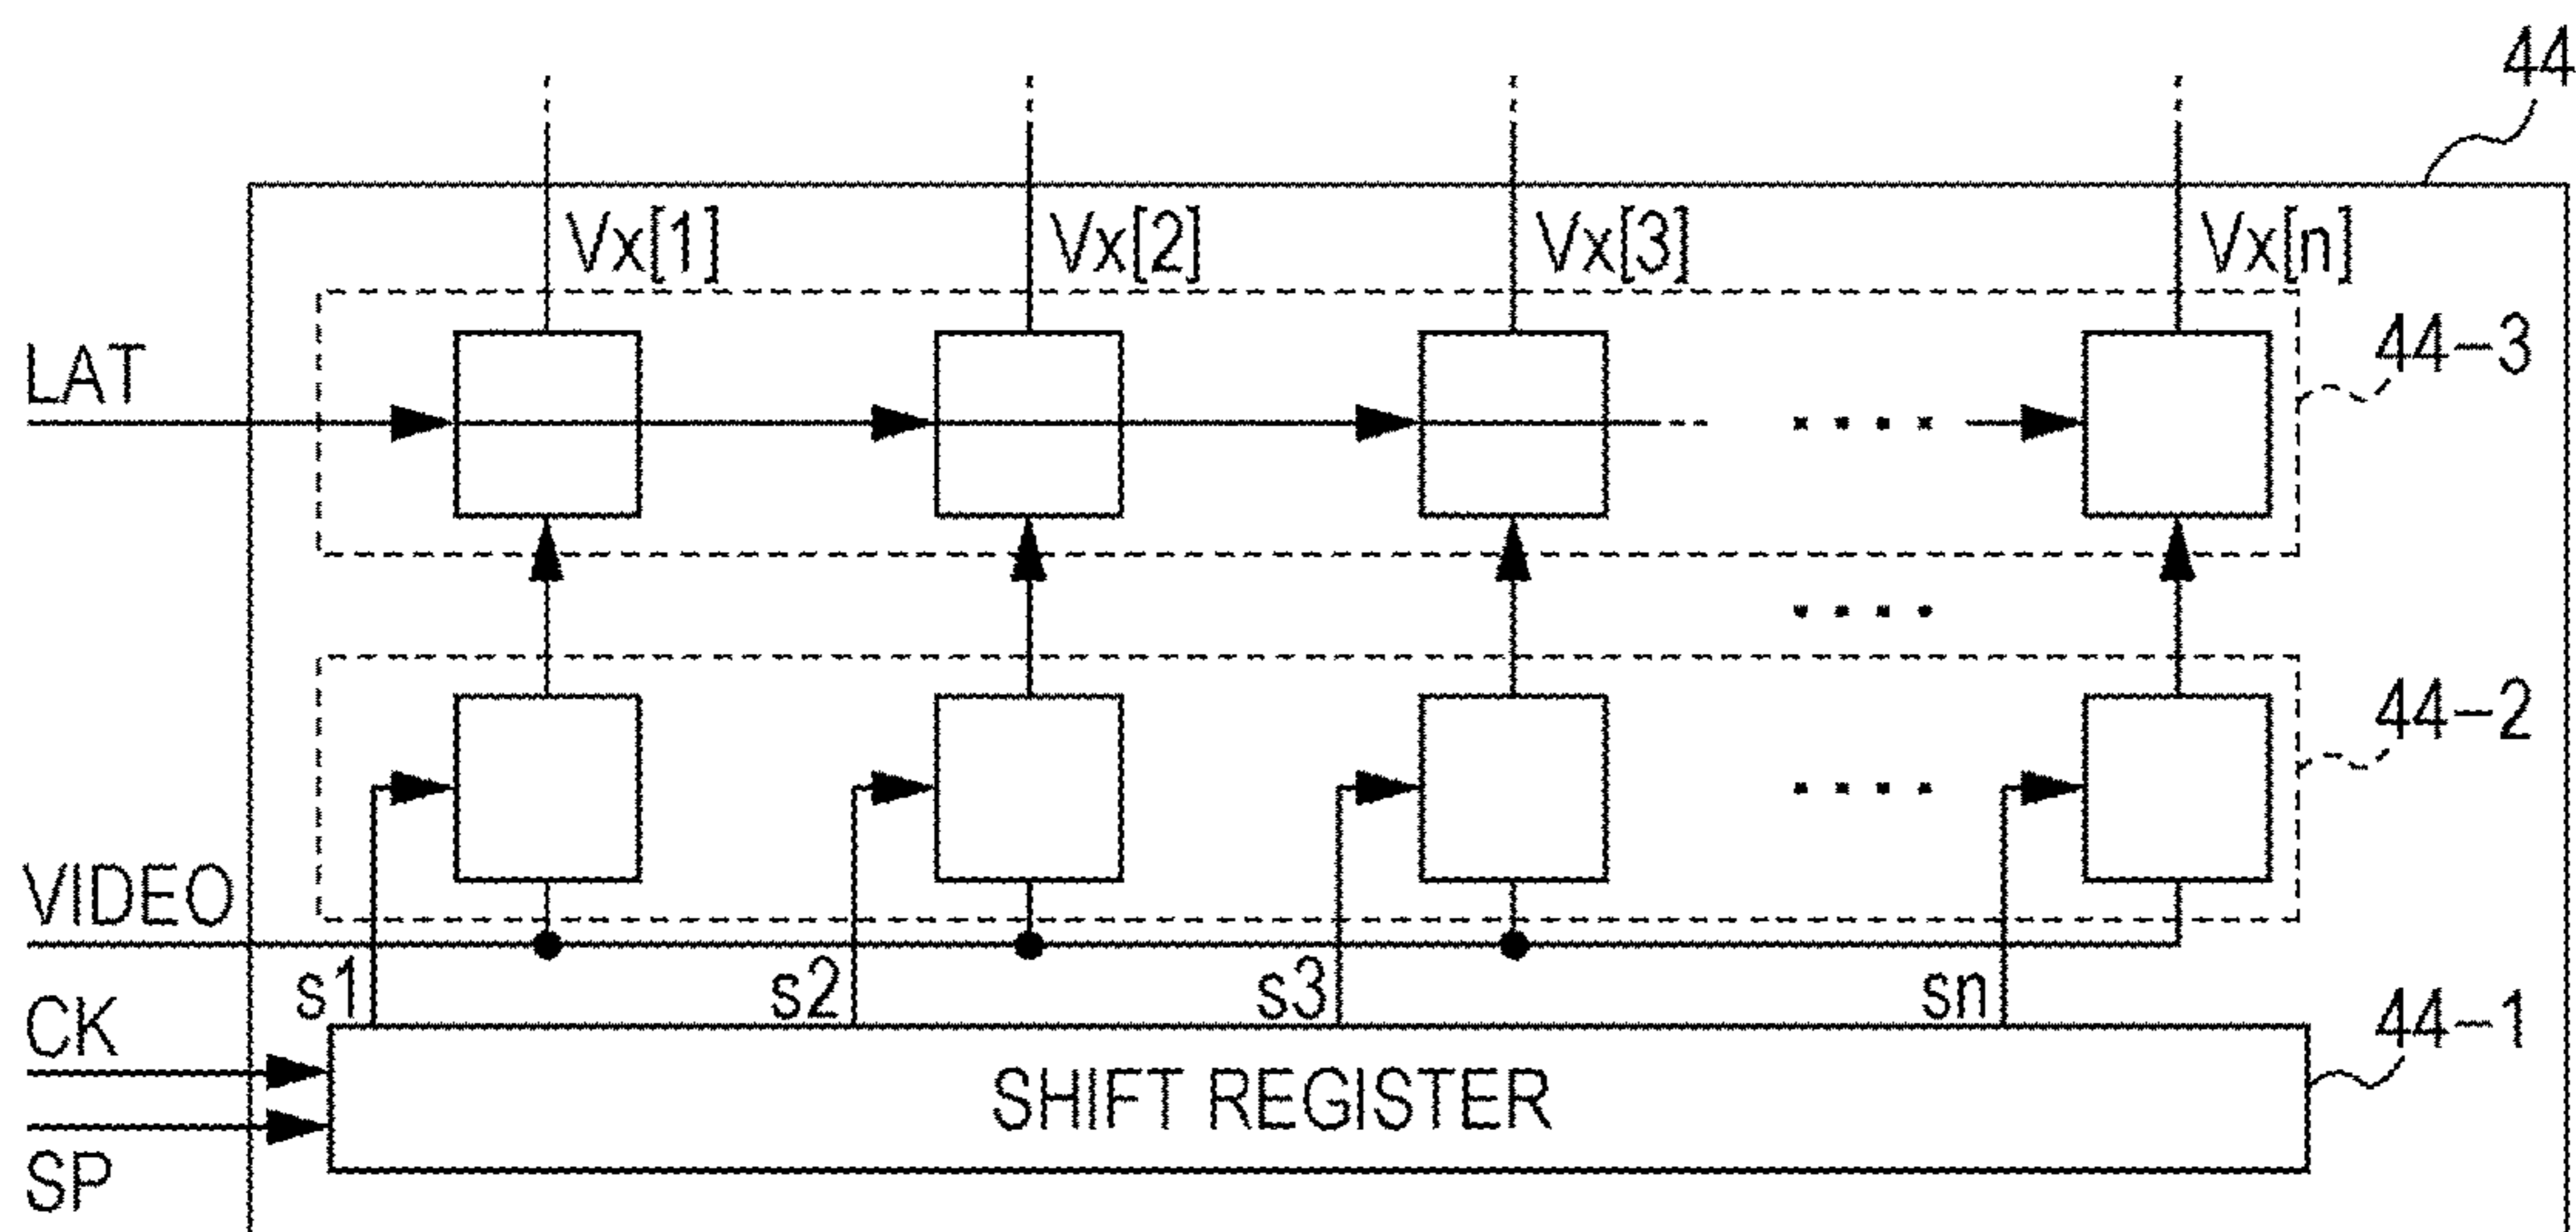 44
Vx[1] Vx[2] Vx[3] Vx[n]
LAT
44-3
44-2
VIDEO
s1 s2 s3 sn
CK
44-1
SHIFT REGISTER
SP